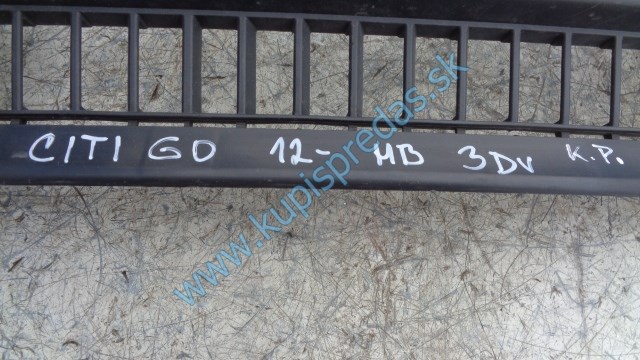 CITI GO 12- HB 3DV K.P.
www.kupispredas.sk